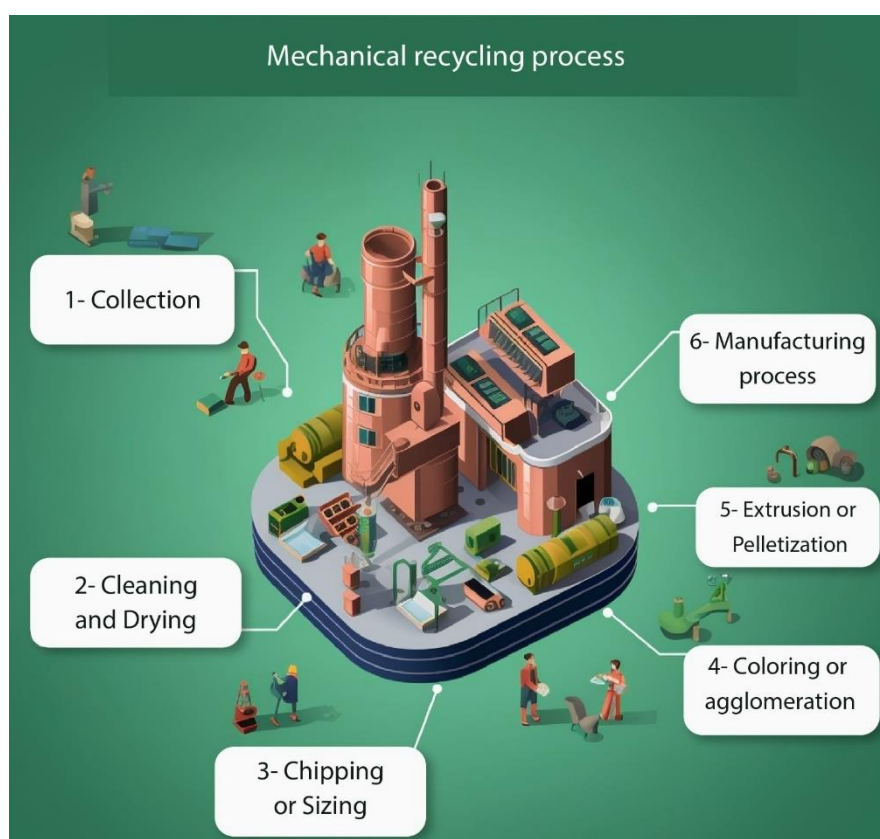 Mechanical recycling process
1- Collection
2- Cleaning
and Drying
3- Chipping
or Sizing
4- Coloring or
agglomeration
5- Extrusion or
Pelletization
6- Manufacturing
process